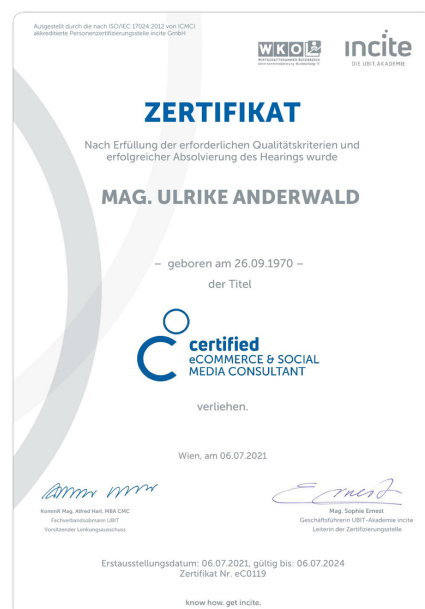 Ausgestellt durch die nach ISO/IEC 17024:2012 von ICMCI
akkreditierte Personenzertifizierungsstelle incite GmbH
WKO
WIRTSCHAFTSKAMMER ÖSTERREICH
incite
DIE UBIT.AKADEMIE
ZERTIFIKAT
Nach Erfüllung der erforderlichen Qualitätskriterien und
erfolgreicher Absolvierung des Hearings wurde
MAG. ULRIKE ANDERWALD
– geboren am 26.09.1970 –
der Titel
certified
eCOMMERCE & SOCIAL
MEDIA CONSULTANT
verliehen.
Wien, am 06.07.2021
KommR Mag. Alfred Harl, MBA CMC
Fachverbandsobmann UBIT
Vorsitzender Lenkungsausschuss
Ernest
Mag. Sophie Ernest
Geschäftsführerin UBIT-Akademie incite
Leiterin der Zertifizierungsstelle
Erstausstellungsdatum: 06.07.2021, gültig bis: 06.07.2024
Zertifikat Nr. eC0119
know how. get incite.